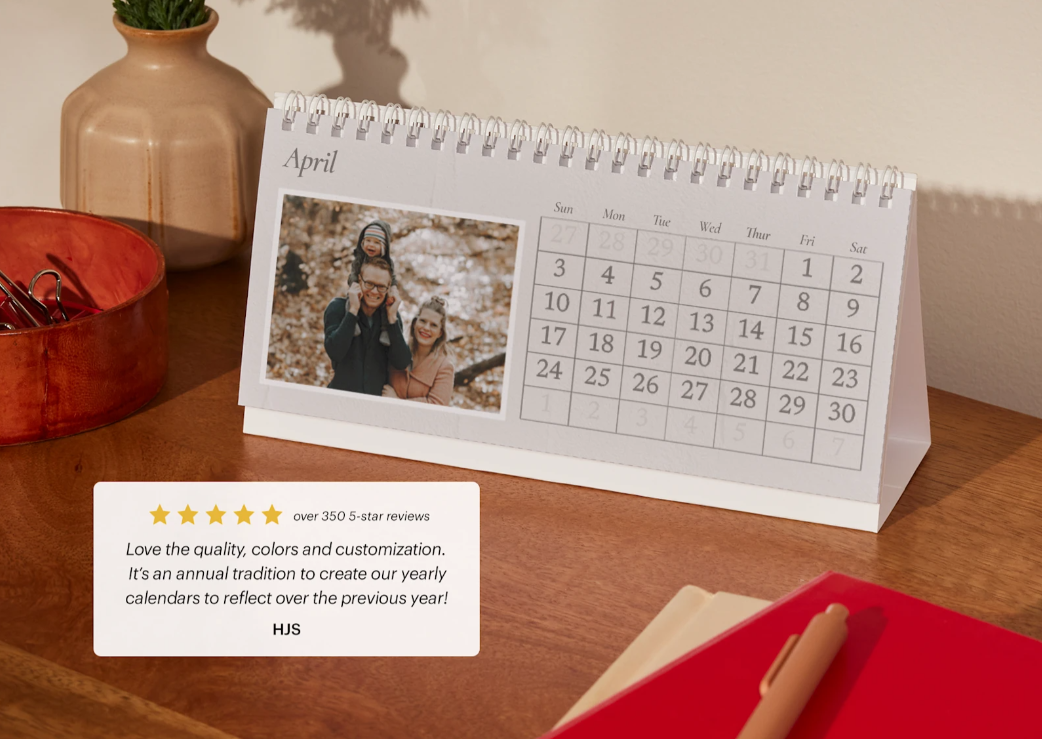 April
Sun Mon Tue Wed Thur Fri Sat
27 28 29 30 31 1 2
3 4 5 6 7 8 9
10 11 12 13 14 15 16
17 18 19 20 21 22 23
24 25 26 27 28 29 30
1 2 3 4 5 6 7
over 350 5-star reviews
Love the quality, colors and customization.
It’s an annual tradition to create our yearly
calendars to reflect over the previous year!
HJS